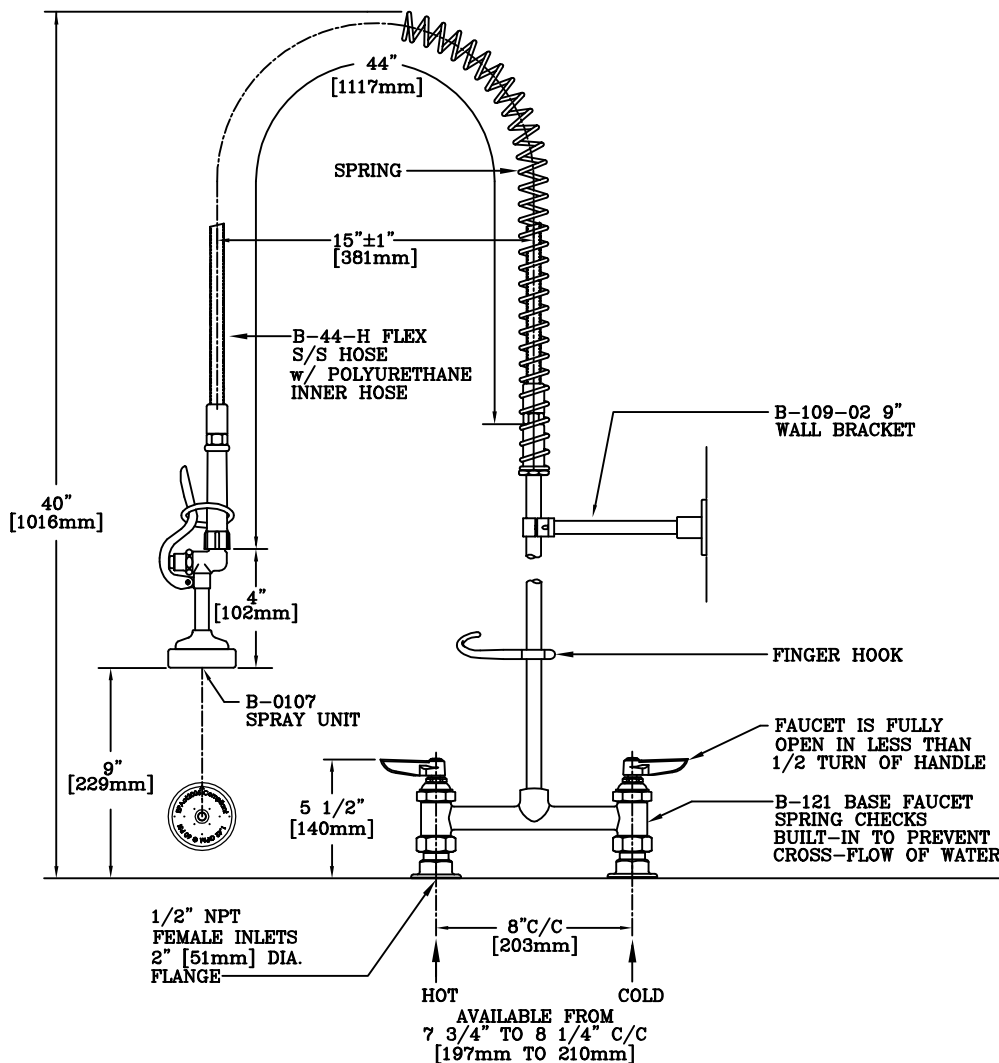 44"
[1117mm]
SPRING
15"±1"
[381mm]
B-44-H FLEX
S/S HOSE
w/ POLYURETHANE
INNER HOSE
B-109-02 9"
WALL BRACKET
40"
[1016mm]
4"
[102mm]
FINGER HOOK
B-0107
SPRAY UNIT
FAUCET IS FULLY
OPEN IN LESS THAN
1/2 TURN OF HANDLE
9"
[229mm]
5 1/2"
[140mm]
B-121 BASE FAUCET
SPRING CHECKS
BUILT-IN TO PREVENT
CROSS-FLOW OF WATER
1/2" NPT
FEMALE INLETS
2" [51mm] DIA.
FLANGE
8"C/C
[203mm]
HOT
COLD
AVAILABLE FROM
7 3/4" TO 8 1/4" C/C
[197mm TO 210mm]